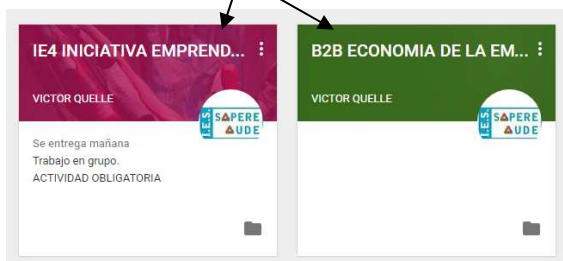 IE4 INICIATIVA EMPREND...
VICTOR QUELLE
I.E.S.
SAPERE
AUDE
Se entrega mañana
Trabajo en grupo.
ACTIVIDAD OBLIGATORIA
B2B ECONOMIA DE LA EM...
VICTOR QUELLE
I.E.S.
SAPERE
AUDE